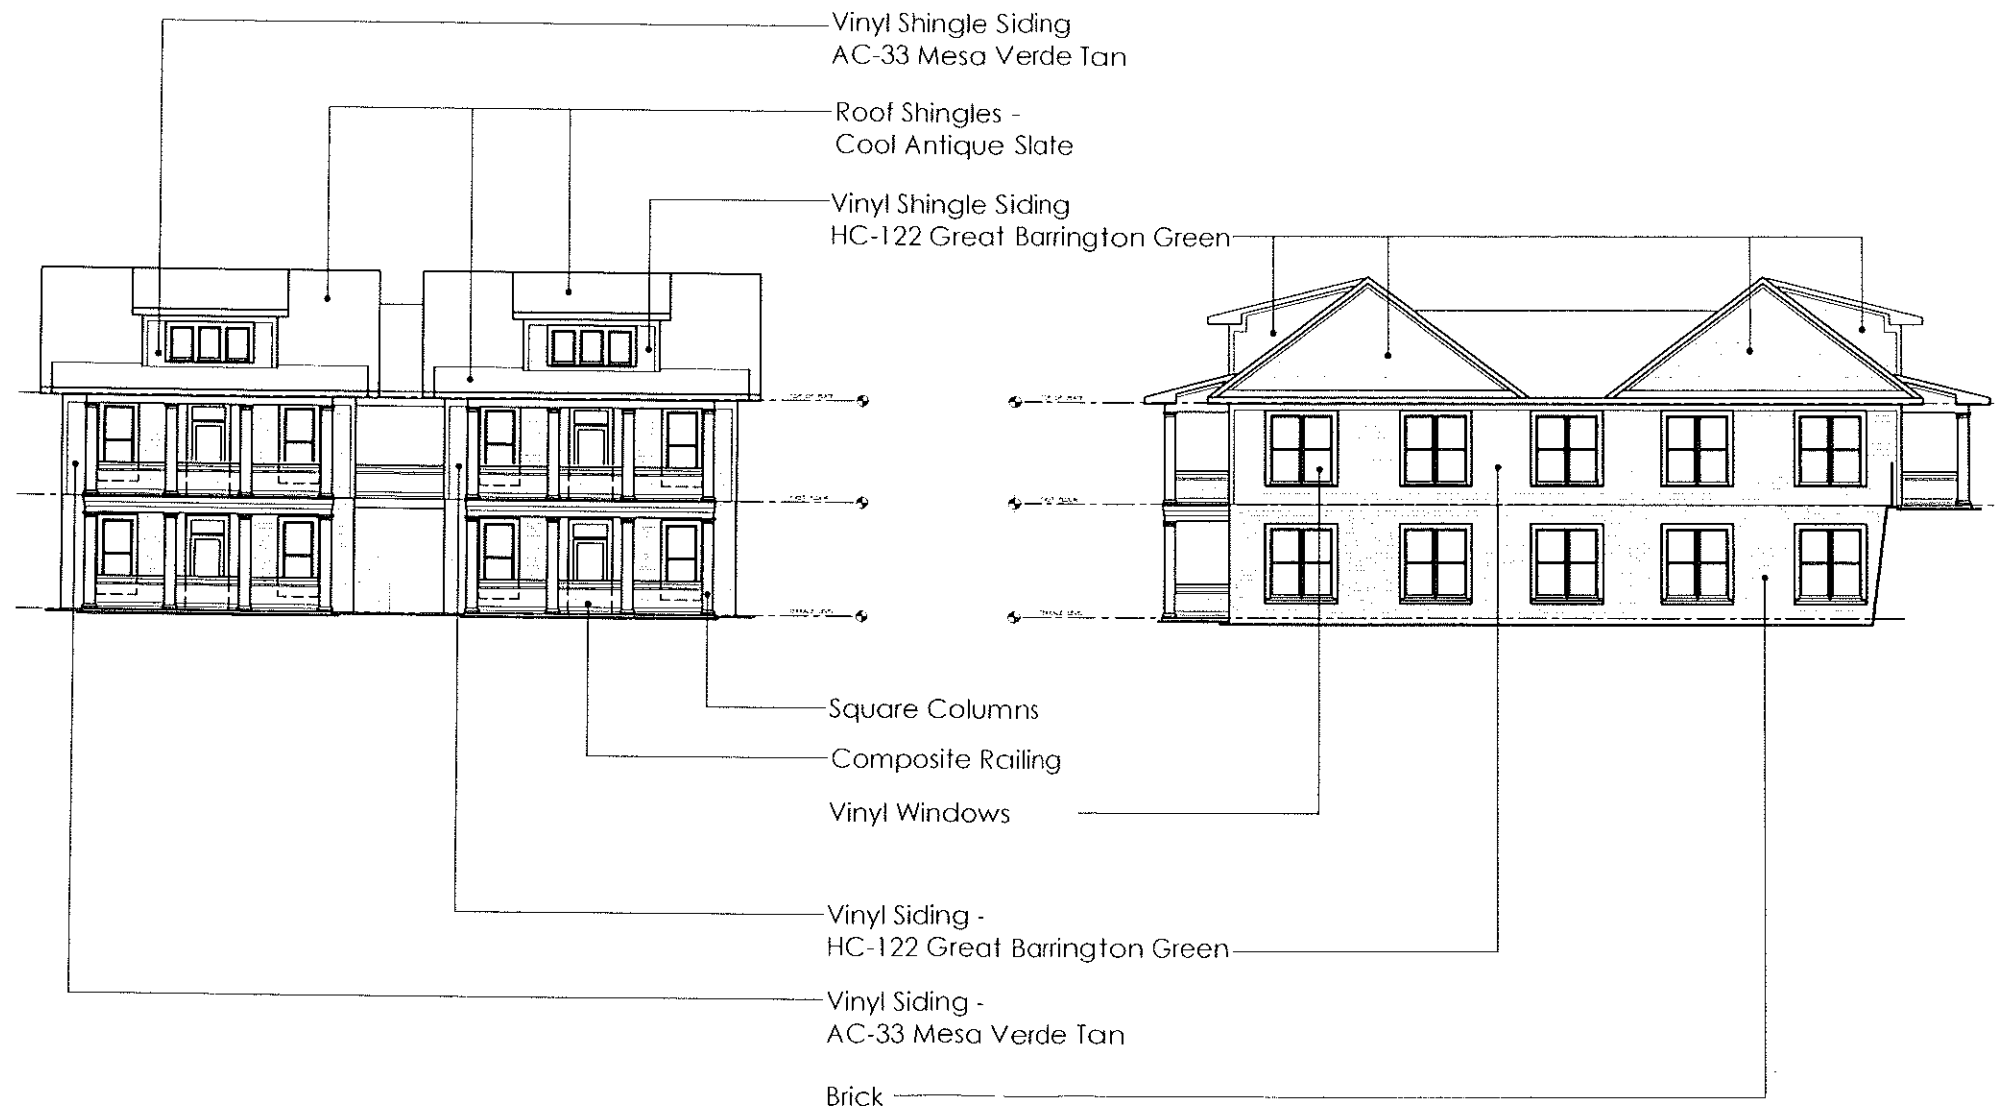 Vinyl Shingle Siding
AC-33 Mesa Verde Tan
Roof Shingles -
Cool Antique Slate
Vinyl Shingle Siding
HC-122 Great Barrington Green
Square Columns
Composite Railing
Vinyl Windows
Vinyl Siding -
HC-122 Great Barrington Green
Vinyl Siding -
AC-33 Mesa Verde Tan
Brick